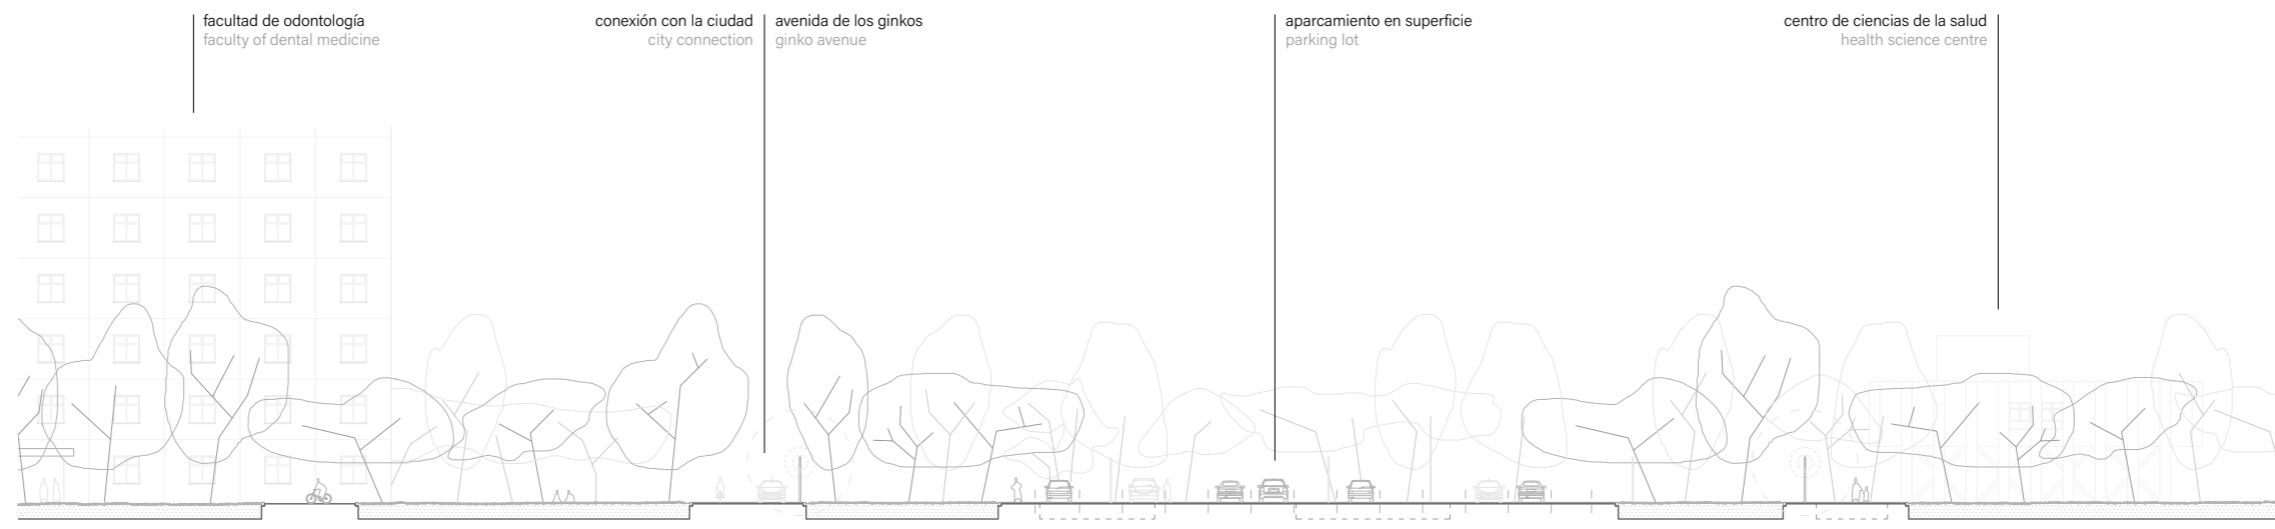 facultad de odontología
faculty of dental medicine
conexión con la ciudad
city connection
avenida de los ginkos
ginko avenue
aparcamiento en superficie
parking lot
centro de ciencias de la salud
health science centre